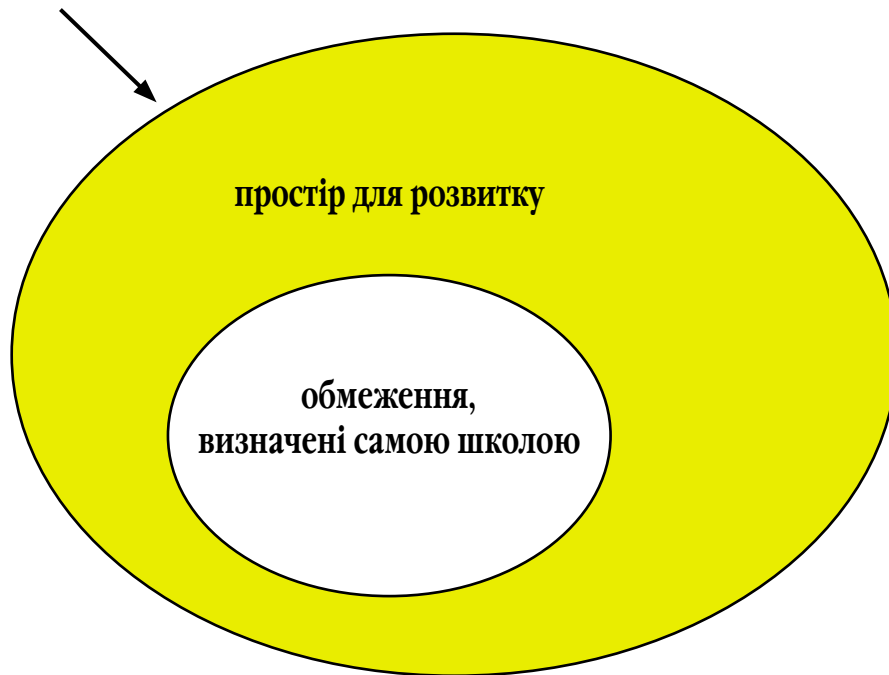 простір для розвитку
обмеження,
визначені самою школою